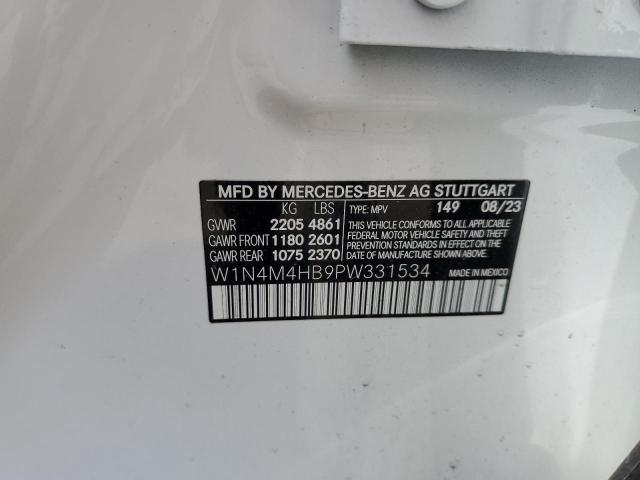 MFD BY MERCEDES-BENZ AG STUTTGART
KG LBS TYPE: MPV 149 08/23
GVWR 2205 4861 THIS VEHICLE CONFORMS TO ALL APPLICABLE
GAWR FRONT 1180 2601 FEDERAL MOTOR VEHICLE SAFETY AND THEFT
PREVENTION STANDARDS IN EFFECT ON THE
GAWR REAR 1075 2370 DATE OF MANUFACTURE SHOWN ABOVE.
W1N4M4HB9PW331534 MADE IN MEXICO